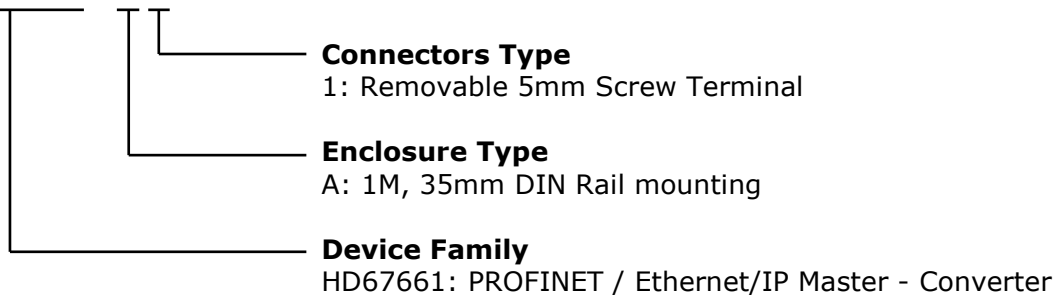 Connectors Type
1: Removable 5mm Screw Terminal
Enclosure Type
A: 1M, 35mm DIN Rail mounting
Device Family
HD67661: PROFINET / Ethernet/IP Master - Converter